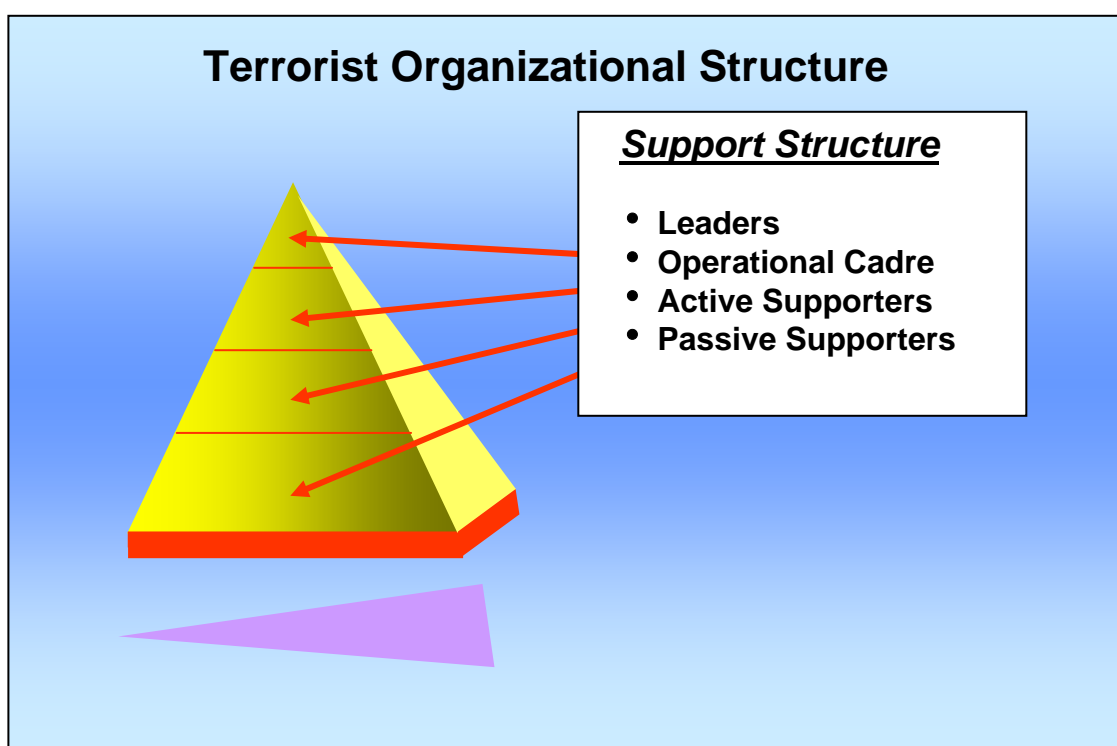 Terrorist Organizational Structure
Support Structure
• Leaders
• Operational Cadre
• Active Supporters
• Passive Supporters